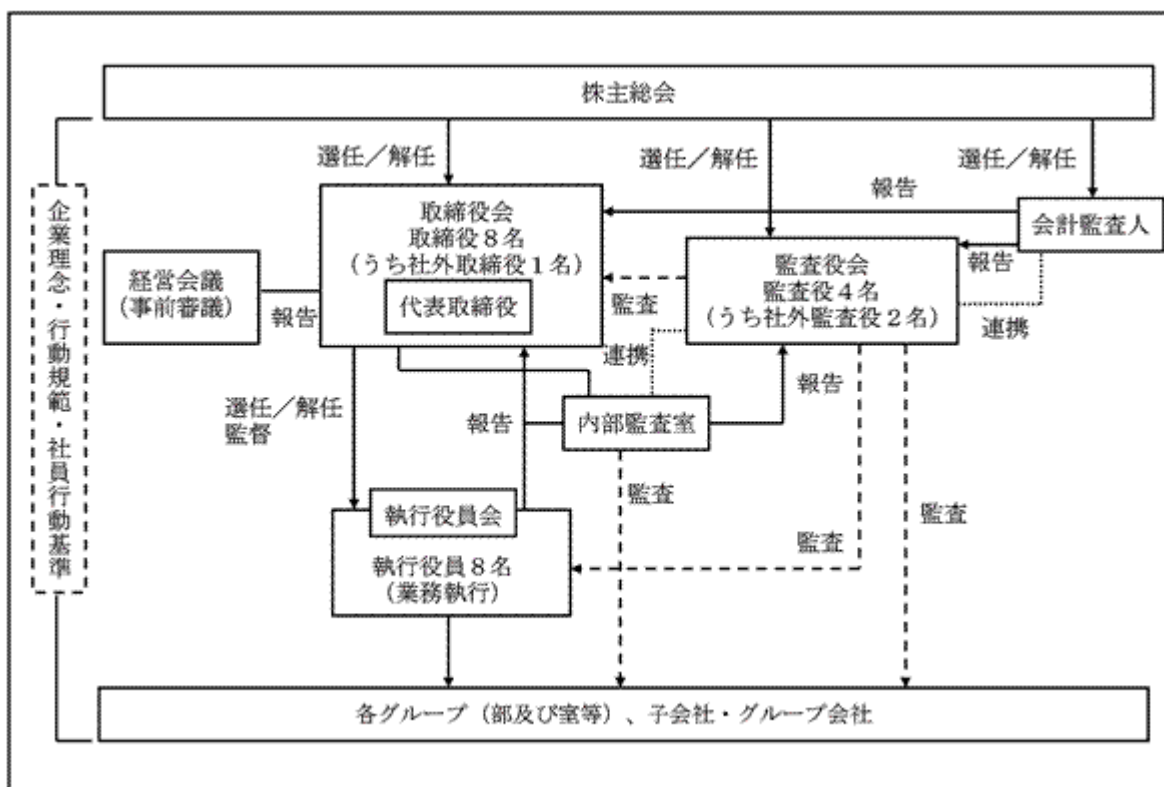 株主総会
選任／解任
選任／解任
選任／解任
報告
取締役会
取締役８名
(うち社外取締役１名)
代表取締役
会計監査人
報告
監査役会
監査役４名
(うち社外監査役２名)
監査
連携
経営会議
(事前審議)
報告
連携
報告
選任／解任
監督
報告
内部監査室
監査
監査
監査
執行役員会
執行役員８名
(業務執行)
企業理念・行動規範・社員行動基準
各グループ（部及び室等）、子会社・グループ会社